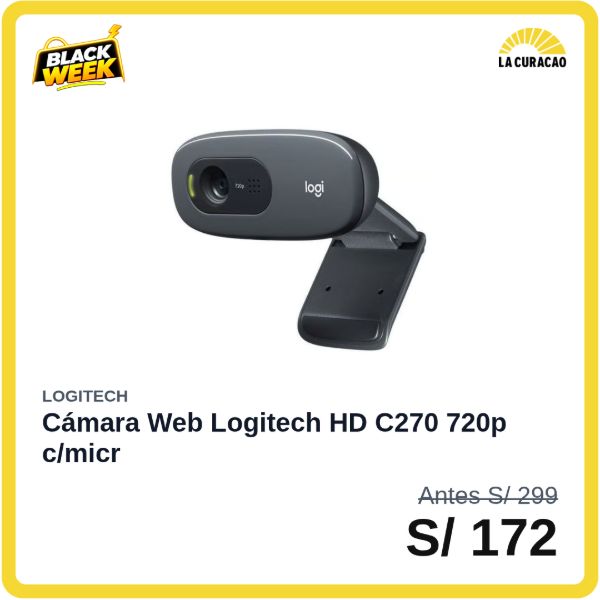 BLACK
WEEK
LA CURACAO
720p
logi
LOGITECH
Cámara Web Logitech HD C270 720p
c/micr
Antes S/ 299
S/ 172